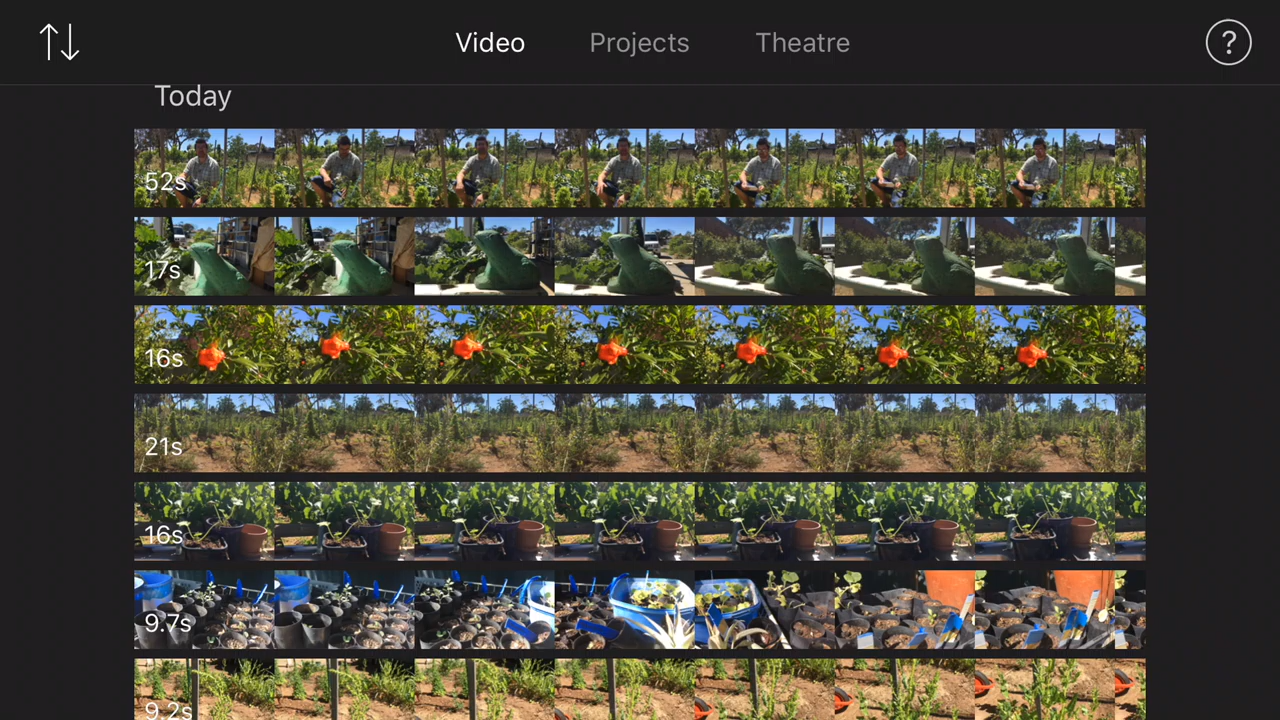 Video Projects Theatre ?
Today
52s
17s
16s
21s
16s
9.7s
9.2s